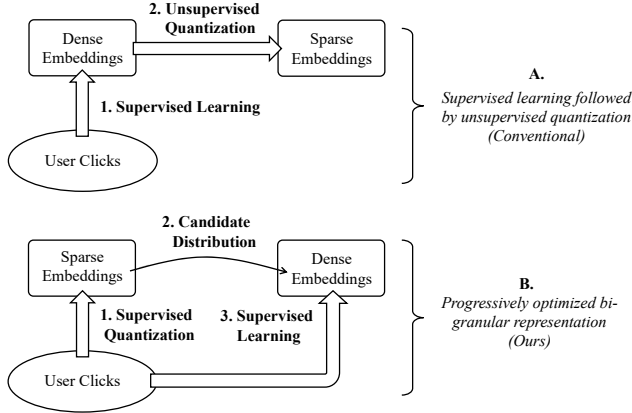 2. Unsupervised
Quantization
Dense
Embeddings
Sparse
Embeddings
1. Supervised Learning
User Clicks
A.
Supervised learning followed
by unsupervised quantization
(Conventional)
2. Candidate
Distribution
Sparse
Embeddings
Dense
Embeddings
1. Supervised
Quantization
3. Supervised
Learning
User Clicks
B.
Progressively optimized bi-
granular representation
(Ours)